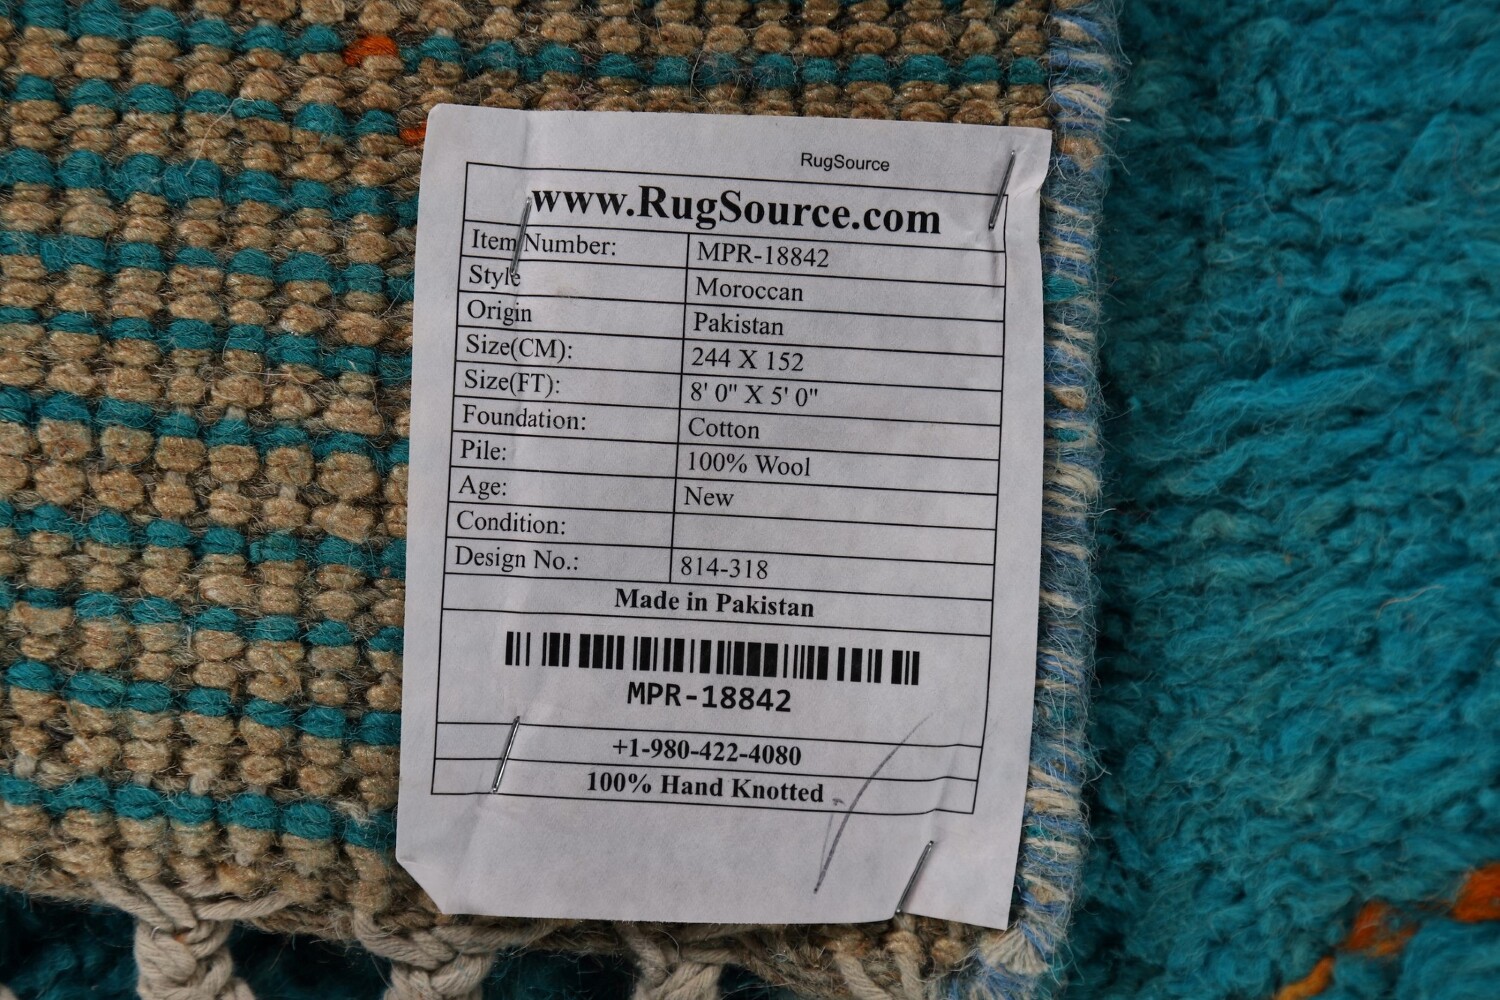 RugSource
www.RugSource.com
Item Number: MPR-18842
Style Moroccan
Origin Pakistan
Size(CM): 244 X 152
Size(FT): 8' 0" X 5' 0"
Foundation: Cotton
Pile: 100% Wool
Age: New
Condition:
Design No.: 814-318
Made in Pakistan
MPR-18842
+1-980-422-4080
100% Hand Knotted